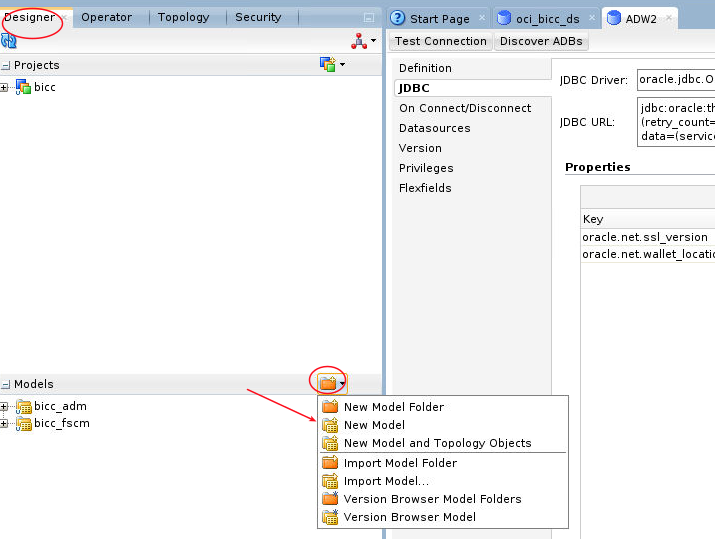 Designer
Operator
Topology
Security
Start Page
oci_bicc_ds
ADW2
Test Connection
Discover ADBs
Projects
bicc
Definition
JDBC
On Connect/Disconnect
Datasources
Version
Privileges
Flexfields
JDBC Driver:
oracle.jdbc.O
JDBC URL:
jdbc:oracle:th
(retry_count=
data=(servic
Properties
Key
oracle.net.ssl_version
oracle.net.wallet_locatio
Models
bicc_adm
bicc_fscm
New Model Folder
New Model
New Model and Topology Objects
Import Model Folder
Import Model...
Version Browser Model Folders
Version Browser Model